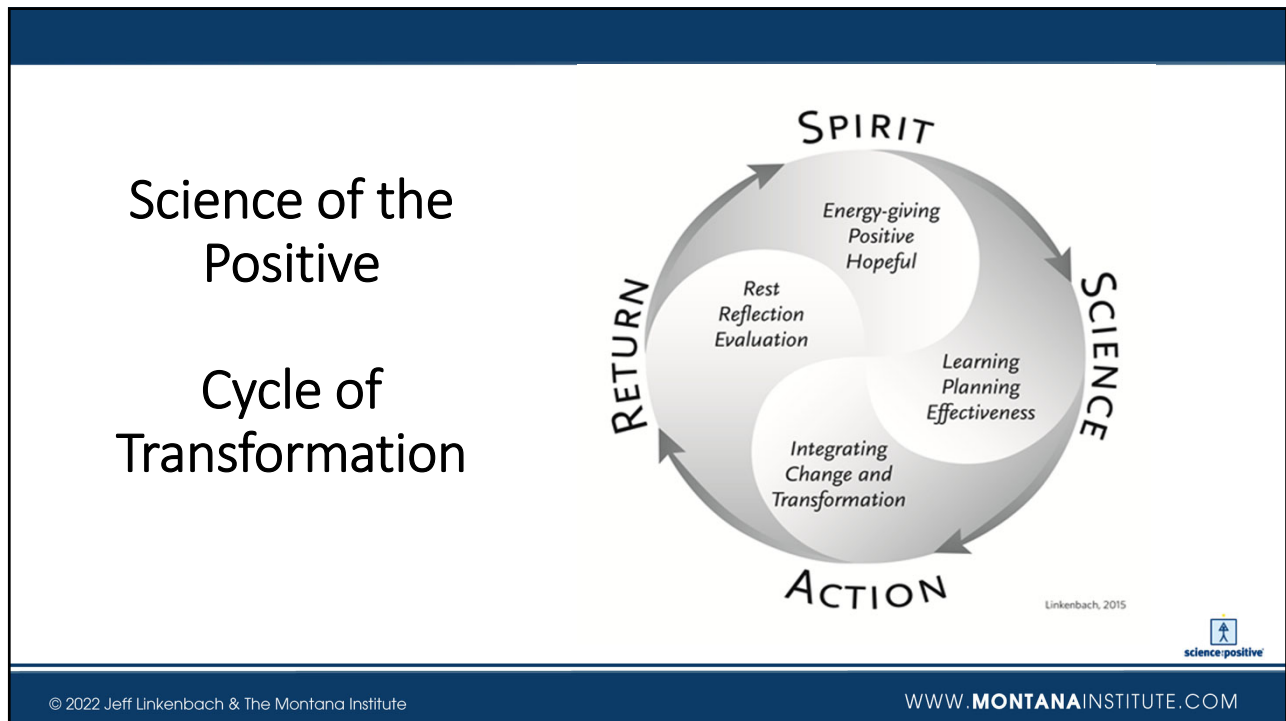 Science of the
Positive
Cycle of
Transformation
SPIRIT
Energy-giving
Positive
Hopeful
SCIENCE
Learning
Planning
Effectiveness
ACTION
Integrating
Change and
Transformation
RETURN
Rest
Reflection
Evaluation
Linkenbach, 2015
science:positive
© 2022 Jeff Linkenbach & The Montana Institute
WWW.MONTANAINSTITUTE.COM